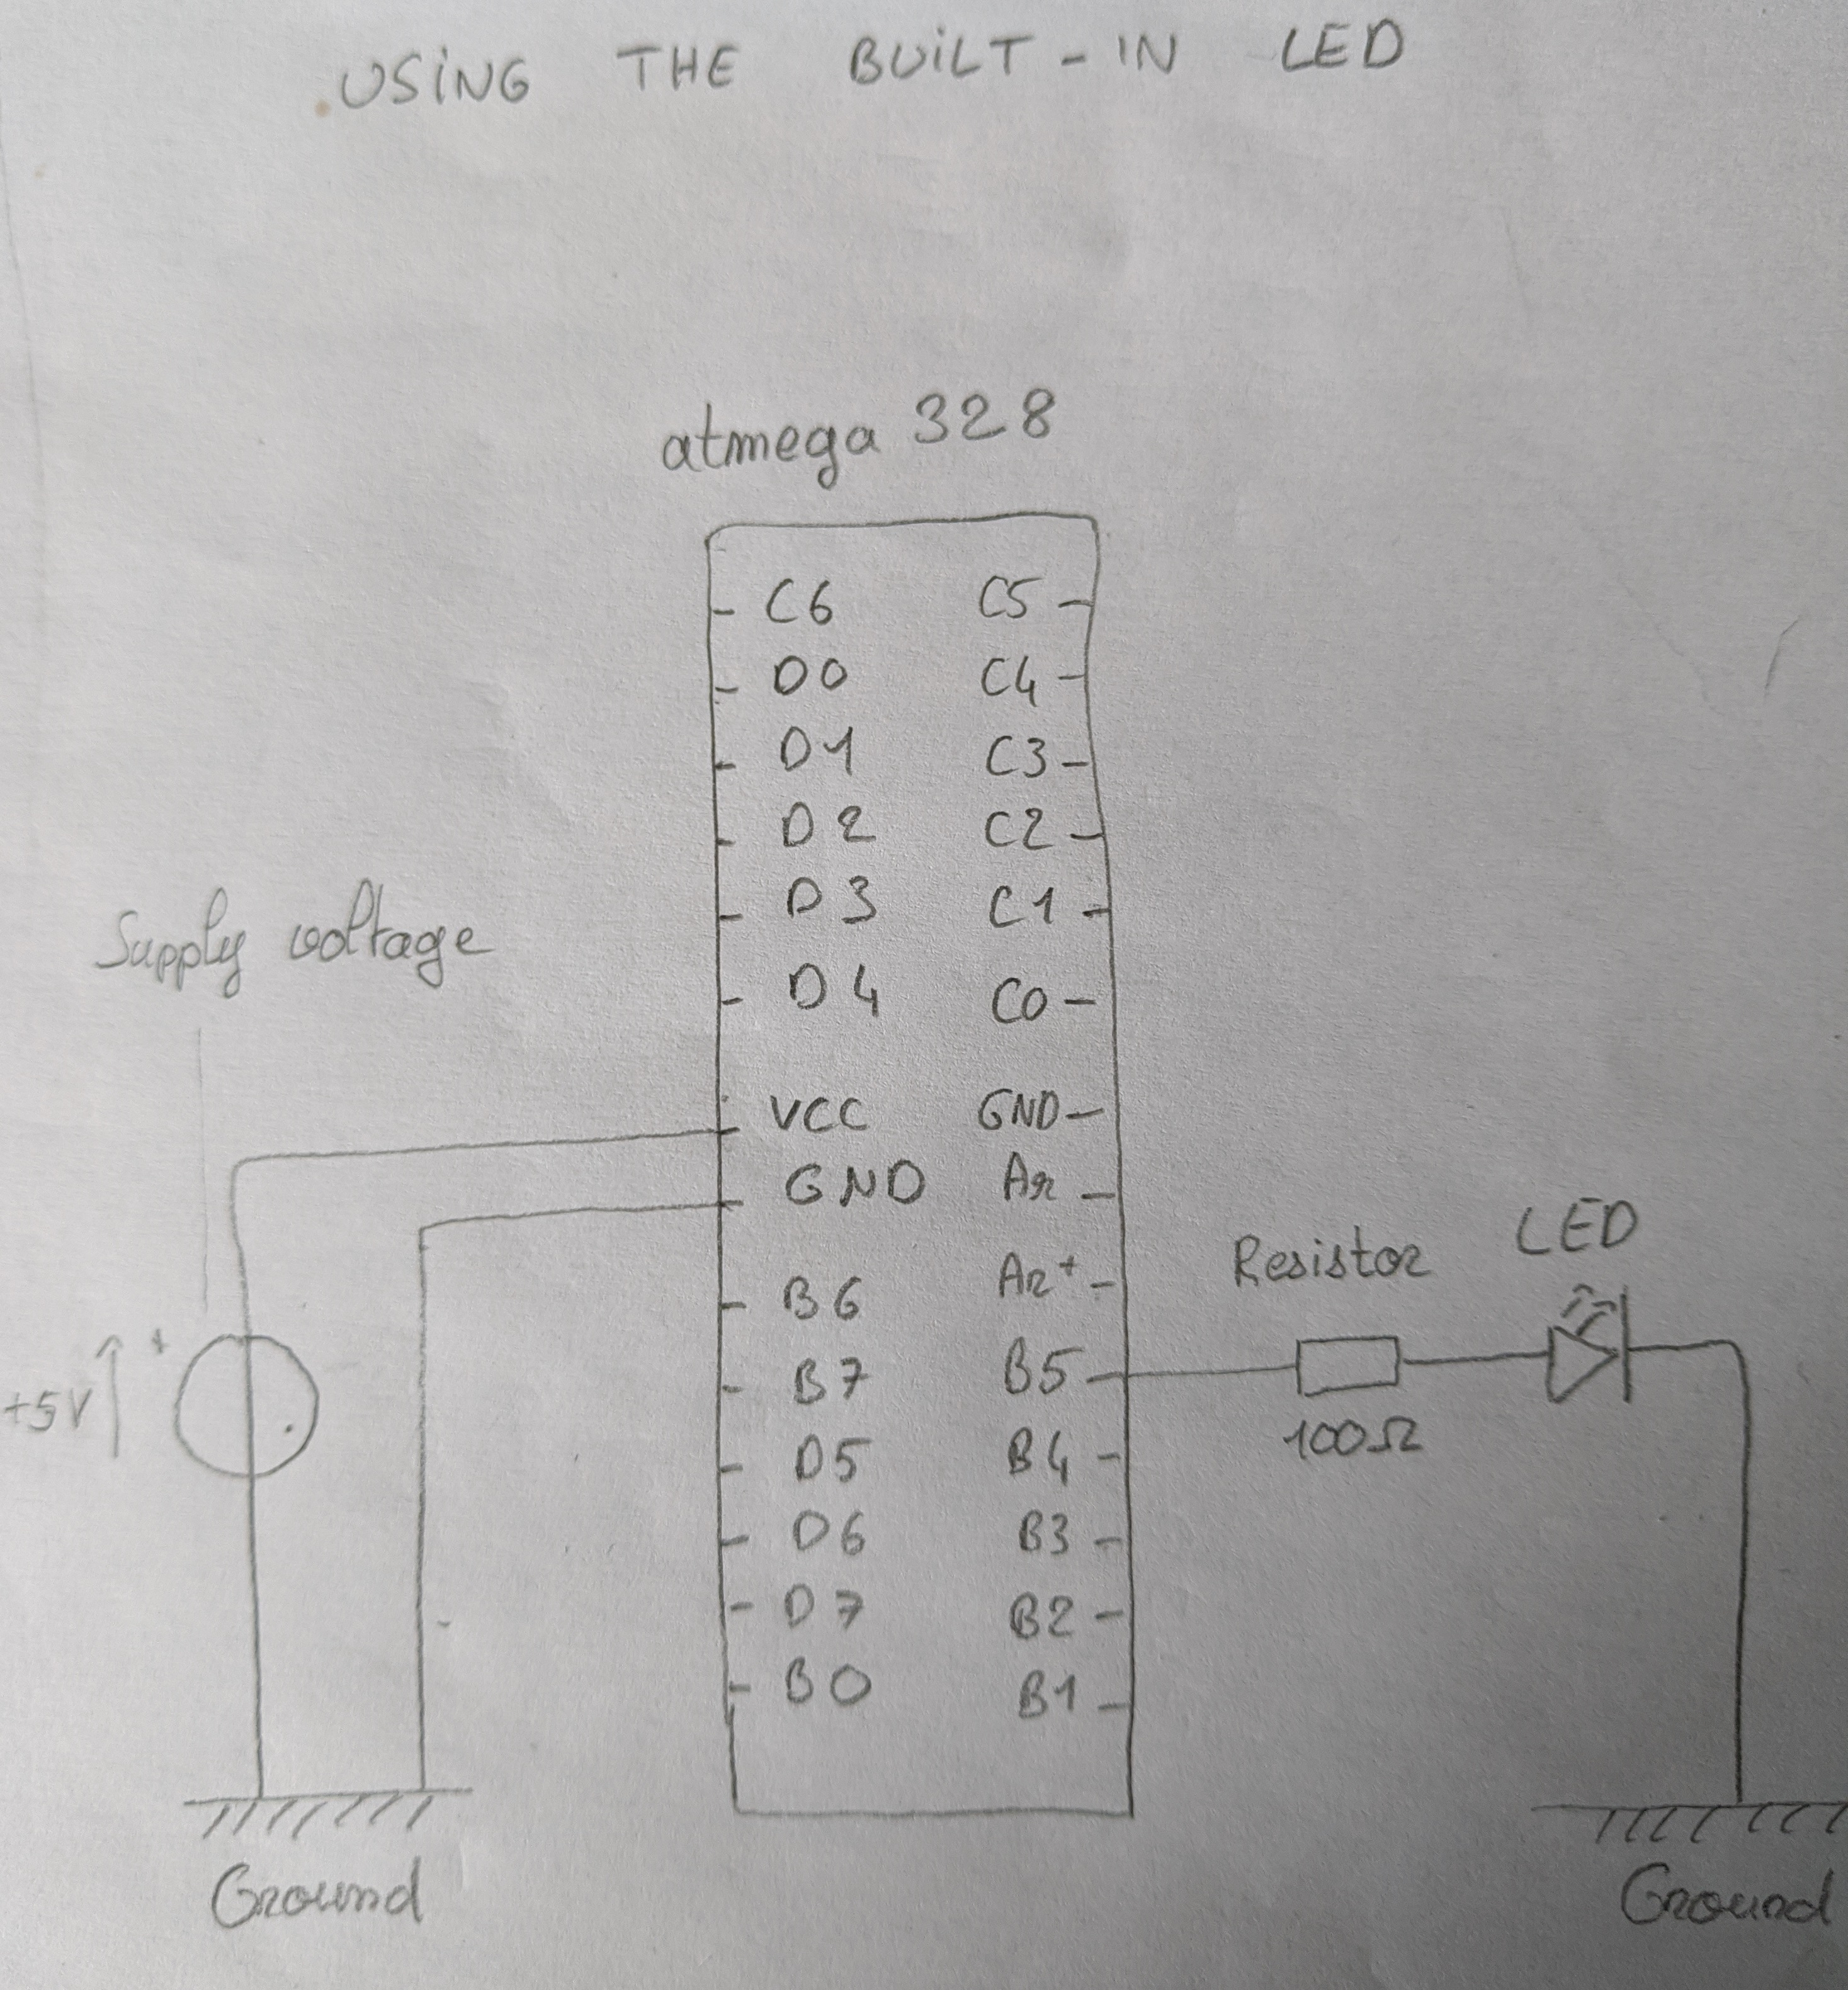 USING THE BUILT-IN LED
atmega 328
C6 C5
D0 C4
D1 C3
D2 C2
D3 C1
D4 C0
Supply voltage
VCC GND
GND Ar
B6 Ar+
B7 B5
D5 B4
D6 B3
D7 B2
B0 B1
+
+5V
Resistor
100Ω
LED
Ground
Ground